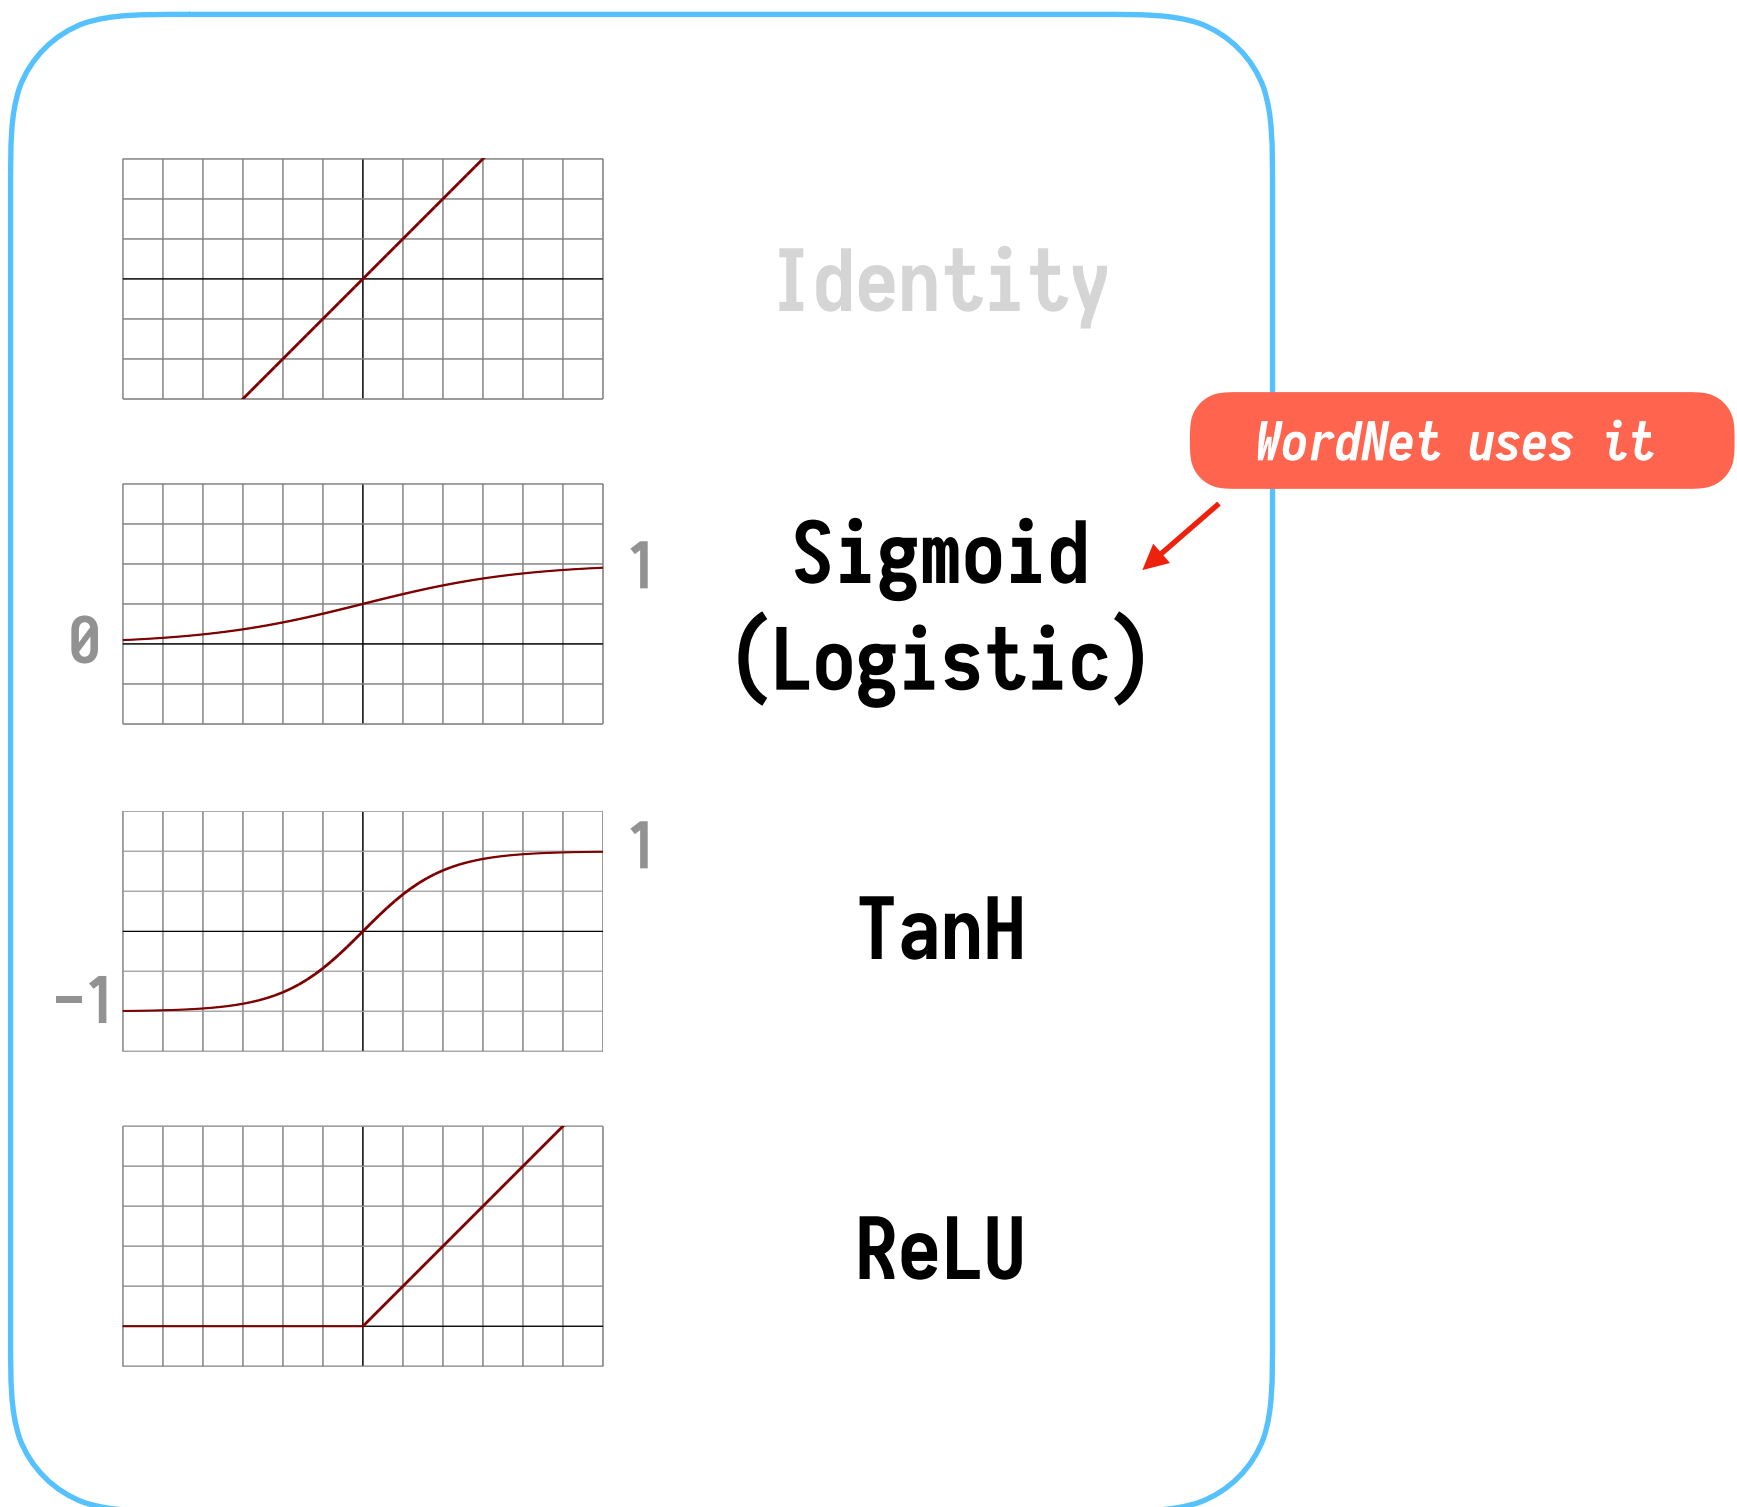 Identity
WordNet uses it
1
Sigmoid
0
(Logistic)
1
TanH
-1
ReLU